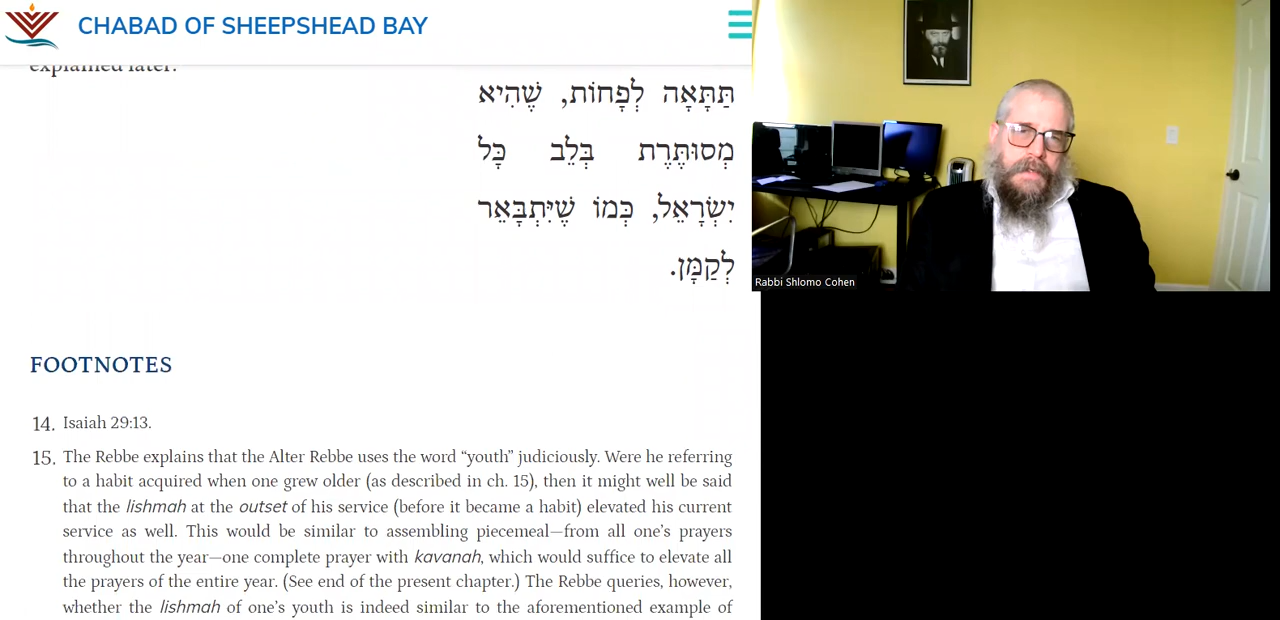 CHABAD OF SHEEPSHEAD BAY
explained later.
תַּתָּאָה לְפָחוֹת, שֶׁהִיא
מְסוּתֶּרֶת בְּלֵב כָּל
יִשְׂרָאֵל, כְּמוֹ שֶׁיִּתְבָּאֵר
לְקַמָּן.
FOOTNOTES
14. Isaiah 29:13.
15. The Rebbe explains that the Alter Rebbe uses the word “youth” judiciously. Were he referring
to a habit acquired when one grew older (as described in ch. 15), then it might well be said
that the lishmah at the outset of his service (before it became a habit) elevated his current
service as well. This would be similar to assembling piecemeal—from all one’s prayers
throughout the year—one complete prayer with kavanah, which would suffice to elevate all
the prayers of the entire year. (See end of the present chapter.) The Rebbe queries, however,
whether the lishmah of one’s youth is indeed similar to the aforementioned example of
Rabbi Shlomo Cohen